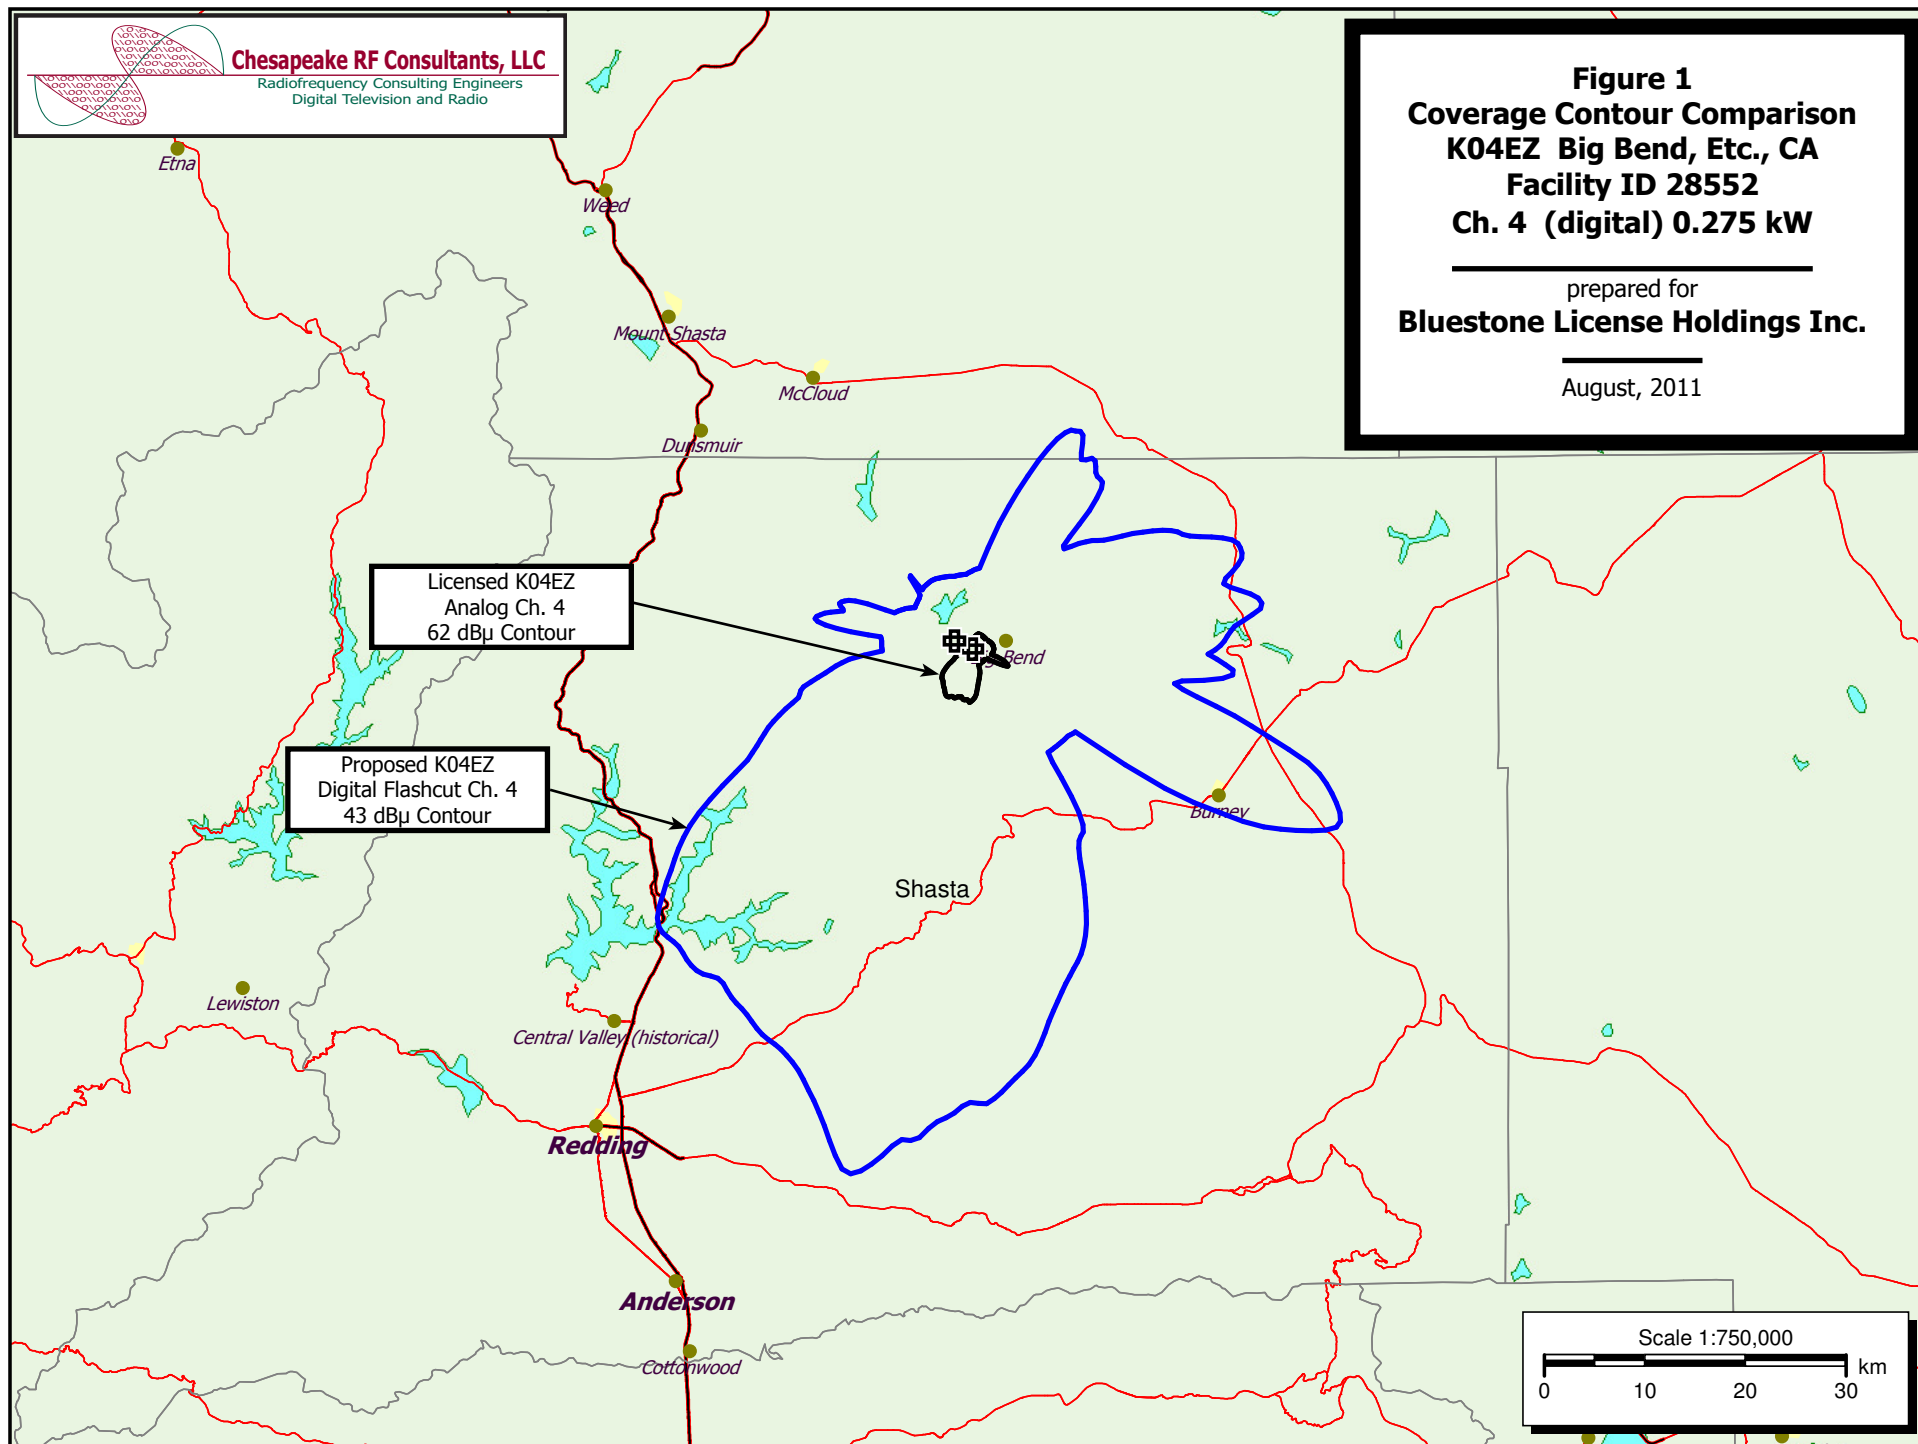 Chesapeake RF Consultants, LLC
Radiofrequency Consulting Engineers
Digital Television and Radio
Figure 1
Coverage Contour Comparison
K04EZ Big Bend, Etc., CA
Facility ID 28552
Ch. 4 (digital) 0.275 kW
prepared for
Bluestone License Holdings Inc.
August, 2011
Etna
Weed
Mount Shasta
McCloud
Dunsmuir
Licensed K04EZ
Analog Ch. 4
62 dBµ Contour
Big Bend
Proposed K04EZ
Digital Flashcut Ch. 4
43 dBµ Contour
Burney
Shasta
Lewiston
Central Valley (historical)
Redding
Anderson
Cottonwood
Scale 1:750,000
km
0 10 20 30